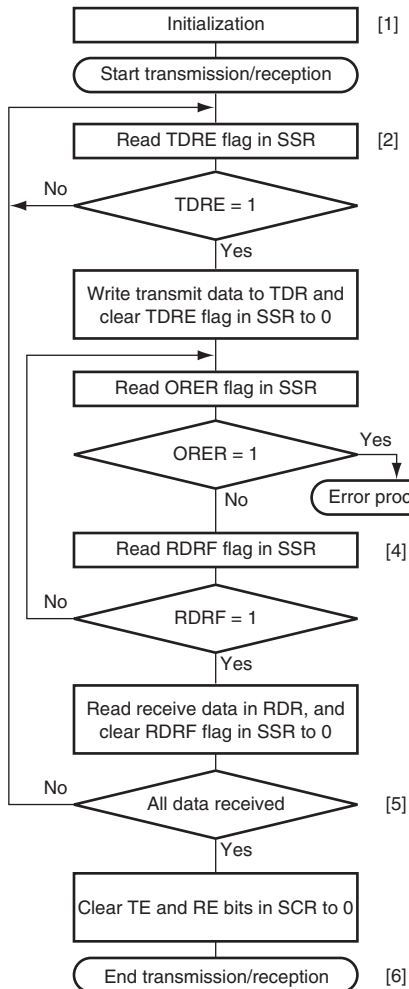 Initialization [1]
Start transmission/reception
Read TDRE flag in SSR [2]
No
TDRE = 1
Yes
Write transmit data to TDR and
clear TDRE flag in SSR to 0
Read ORER flag in SSR
Yes
ORER = 1
Error
No
Read RDRF flag in SSR [4]
No
RDRF = 1
Yes
Read receive data in RDR, and
clear RDRF flag in SSR to 0
No
All data received [5]
Yes
Clear TE and RE bits in SCR to 0
End transmission/reception [6]